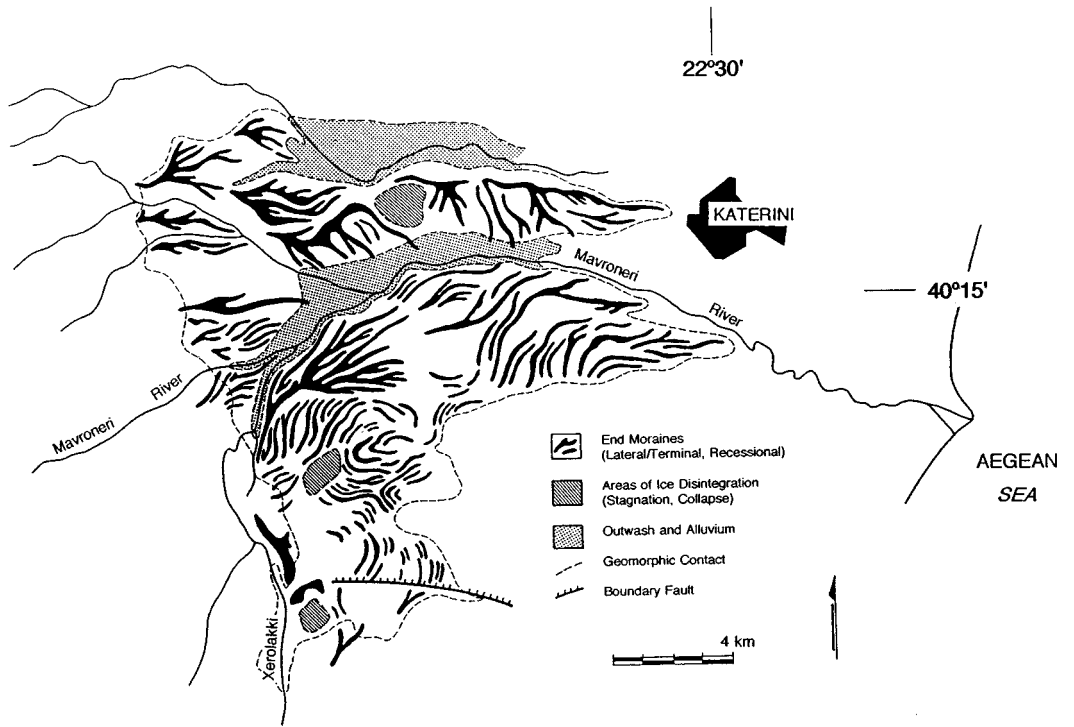 22°30'
KATERINI
Mavroneri
River
40°15'
Mavroneri
River
Xerolakki
AEGEAN
SEA
End Moraines
(Lateral/Terminal, Recessional)
Areas of Ice Disintegration
(Stagnation, Collapse)
Outwash and Alluvium
Geomorphic Contact
Boundary Fault
4 km